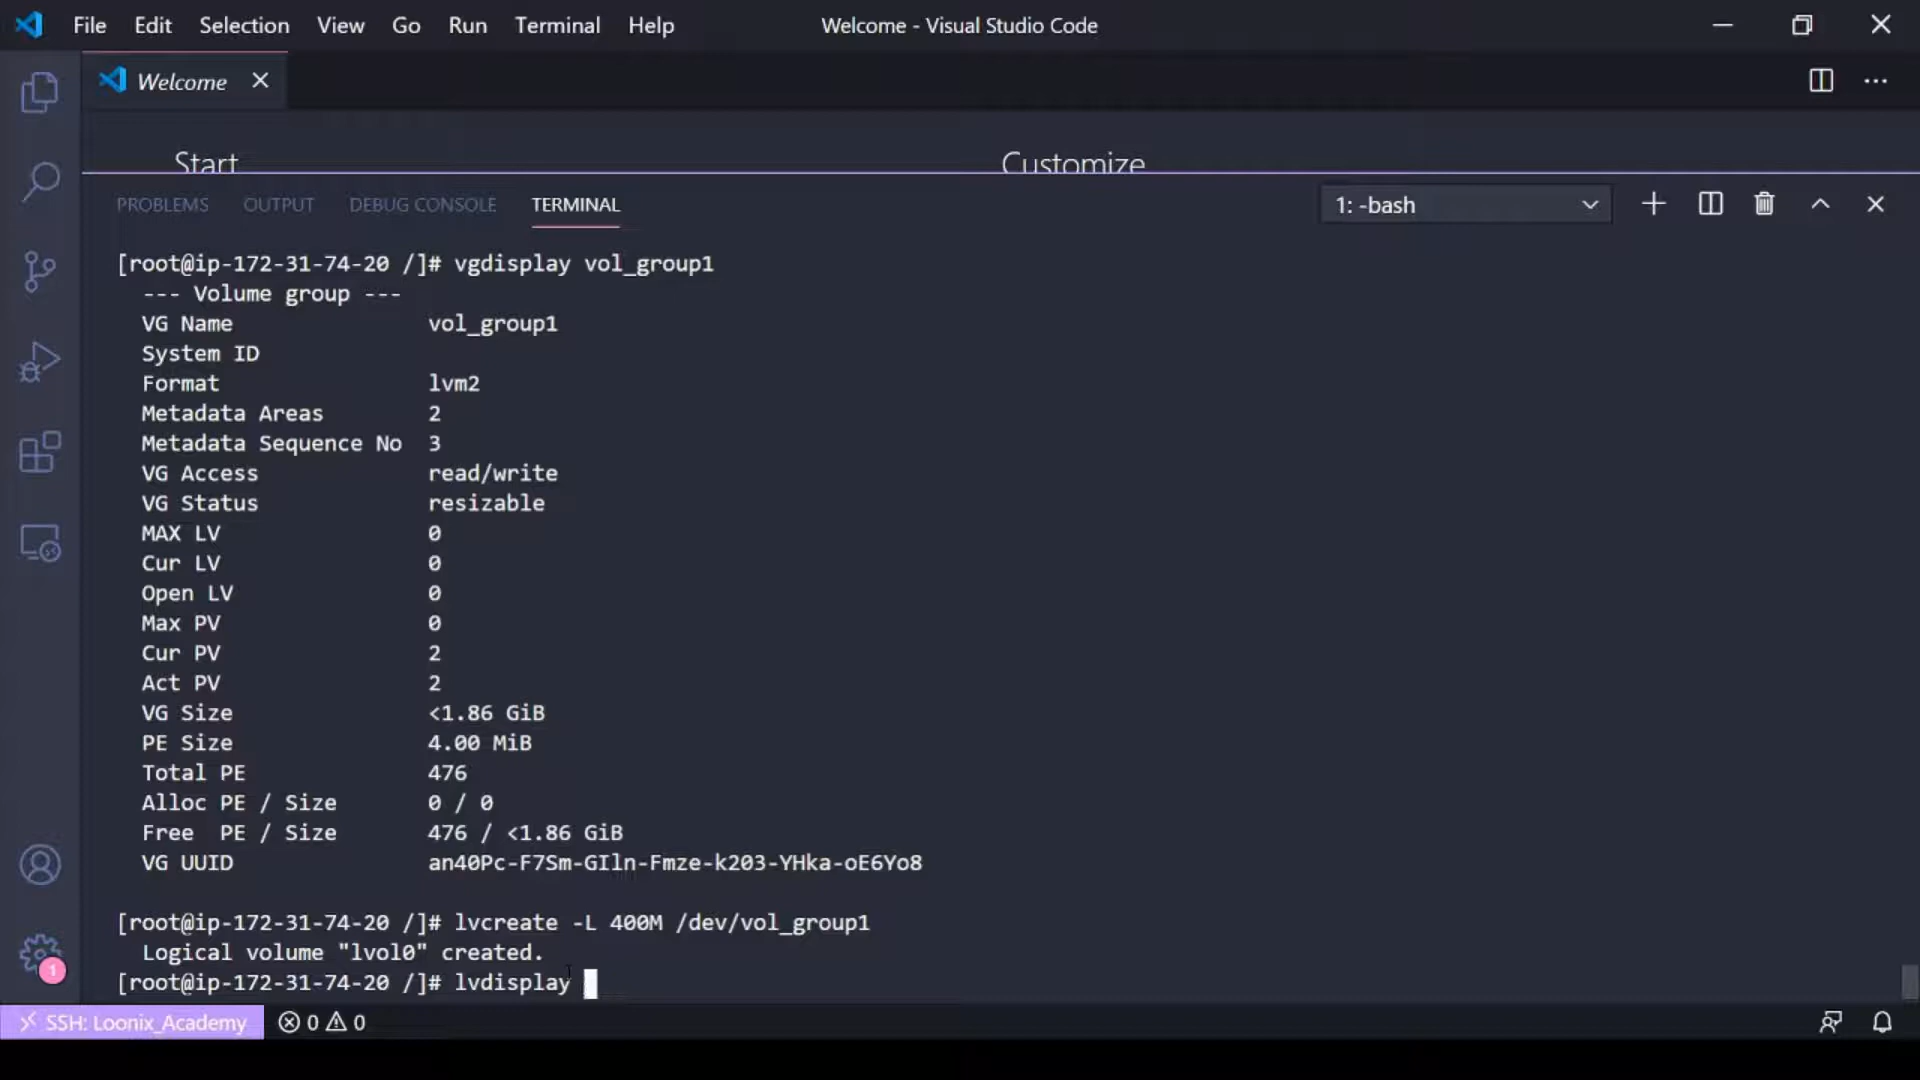 File Edit Selection View Go Run Terminal Help Welcome - Visual Studio Code
Welcome
Start Customize
PROBLEMS OUTPUT DEBUG CONSOLE TERMINAL 1: -bash
[root@ip-172-31-74-20 /]# vgdisplay vol_group1
--- Volume group ---
VG Name vol_group1
System ID
Format lvm2
Metadata Areas 2
Metadata Sequence No 3
VG Access read/write
VG Status resizable
MAX LV 0
Cur LV 0
Open LV 0
Max PV 0
Cur PV 2
Act PV 2
VG Size <1.86 GiB
PE Size 4.00 MiB
Total PE 476
Alloc PE / Size 0 / 0
Free PE / Size 476 / <1.86 GiB
VG UUID an40Pc-F7Sm-GIln-Fmze-k203-YHka-oE6Yo8
[root@ip-172-31-74-20 /]# lvcreate -L 400M /dev/vol_group1
Logical volume "lvol0" created.
[root@ip-172-31-74-20 /]# lvdisplay
1
SSH: Loonix_Academy 0 0